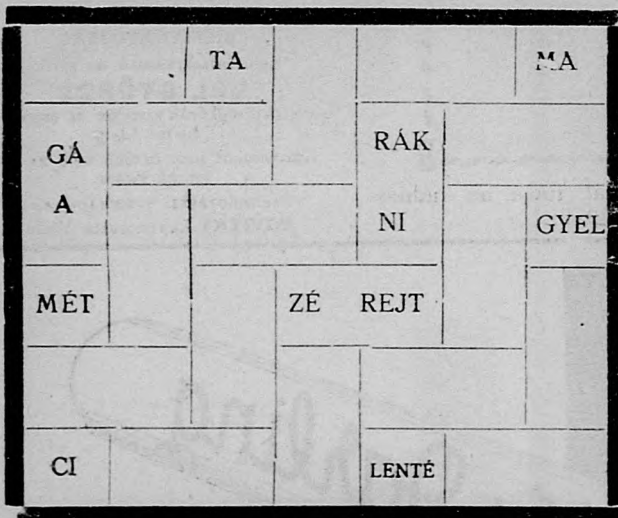 TA MA
GÁ RÁK
A NI GYEL
MÉT ZÉ REJT
CI LENTÉ